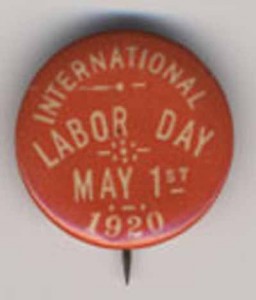 INTERNATIONAL
LABOR DAY
MAY 1ST
1920